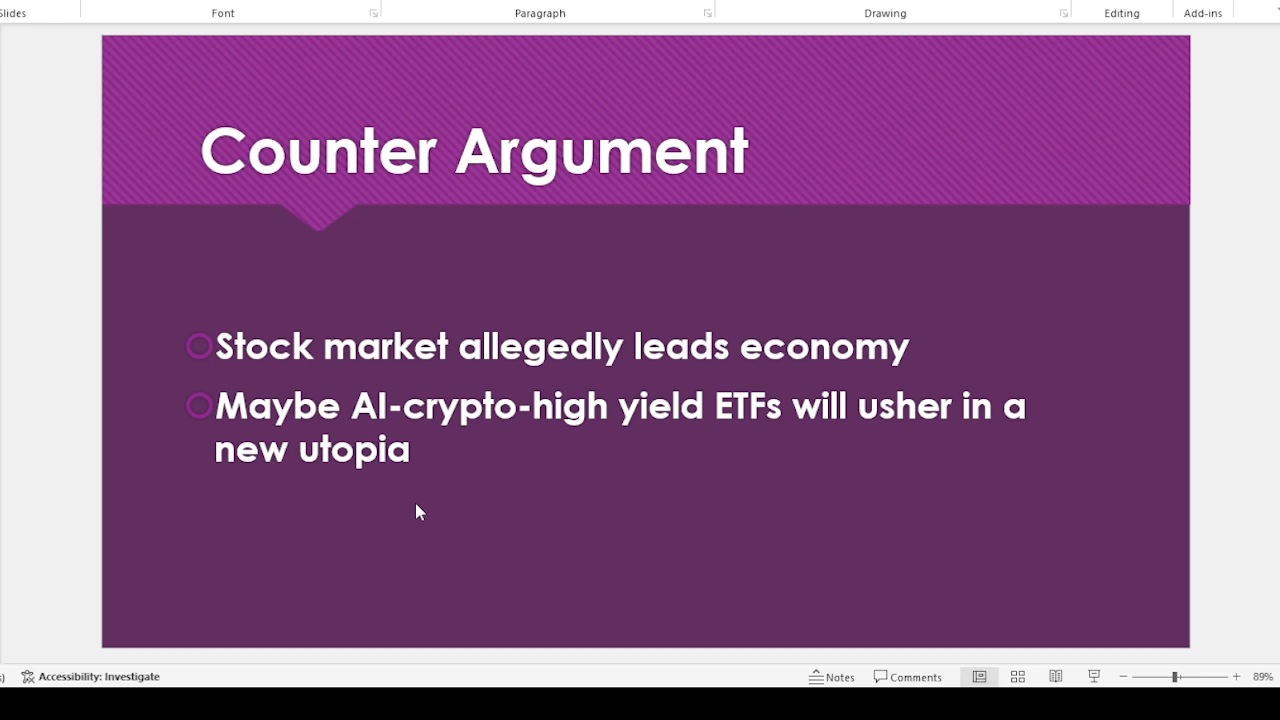 Slides Font Paragraph Drawing Editing Add-ins
Counter Argument
Stock market allegedly leads economy
Maybe AI-crypto-high yield ETFs will usher in a
new utopia
Accessibility: Investigate Notes Comments 89%